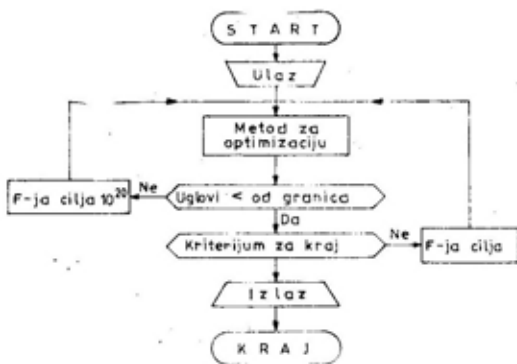 START
Ulaz
Metod za
optimizaciju
F-ja cilja 10²⁰
Ne
Uglovi < od granica
Da
Kriterijum za kraj
Ne
F-ja cilja
Izlaz
KRAJ